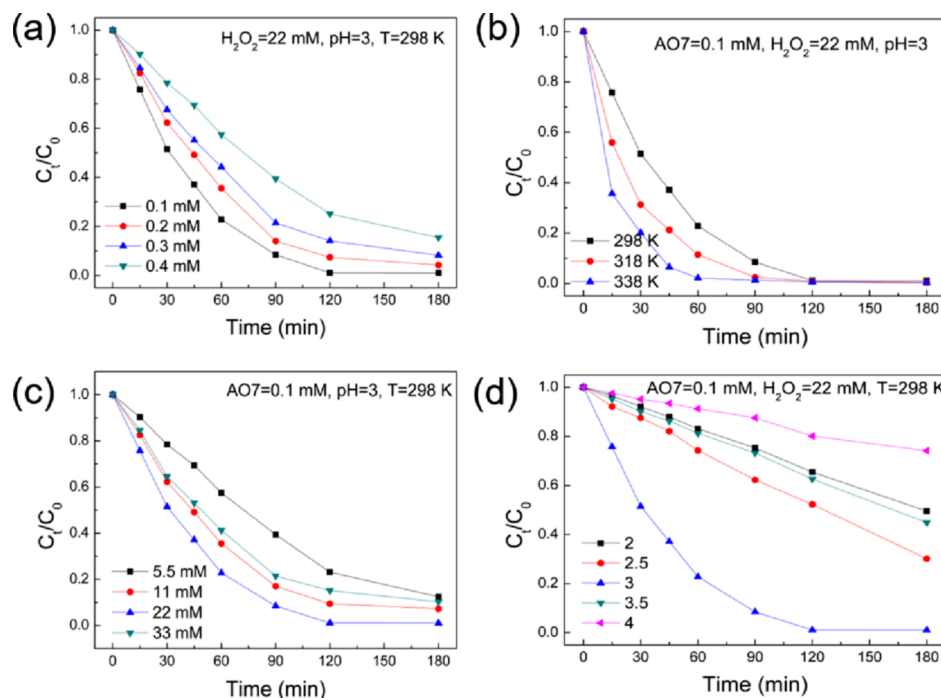 (a)
H₂O₂=22 mM, pH=3, T=298 K
1.0
0.8
0.6
0.4
0.2
0.0
Cₜ/C₀
0.1 mM
0.2 mM
0.3 mM
0.4 mM
0 30 60 90 120 150 180
Time (min)
(b)
AO7=0.1 mM, H₂O₂=22 mM, pH=3
1.0
0.8
0.6
0.4
0.2
0.0
Cₜ/C₀
298 K
318 K
338 K
0 30 60 90 120 150 180
Time (min)
(c)
AO7=0.1 mM, pH=3, T=298 K
1.0
0.8
0.6
0.4
0.2
0.0
Cₜ/C₀
5.5 mM
11 mM
22 mM
33 mM
0 30 60 90 120 150 180
Time (min)
(d)
AO7=0.1 mM, H₂O₂=22 mM, T=298 K
1.0
0.8
0.6
0.4
0.2
0.0
Cₜ/C₀
2
2.5
3
3.5
4
0 30 60 90 120 150 180
Time (min)